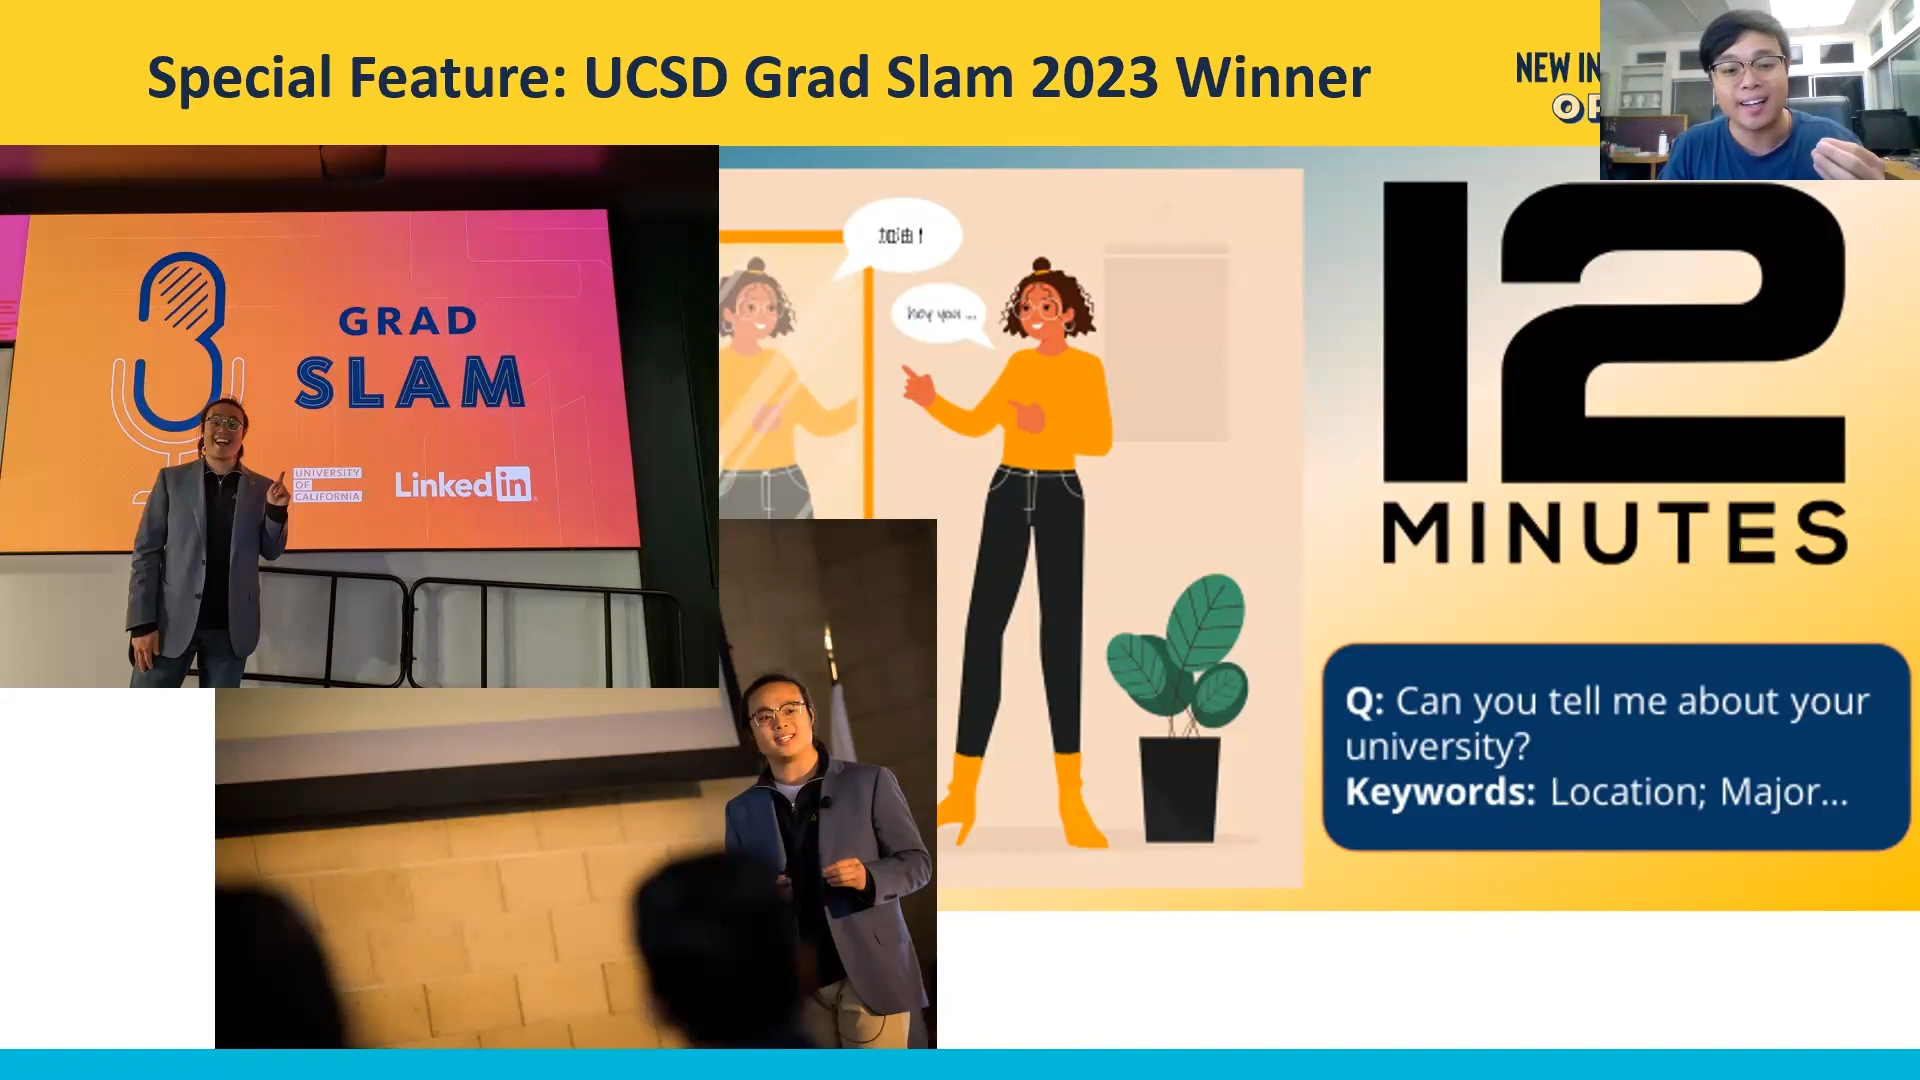 Special Feature: UCSD Grad Slam 2023 Winner
NEW IN
GRAD
SLAM
UNIVERSITY
OF
CALIFORNIA
LinkedIn
加油！
hey you ...
12
MINUTES
Q: Can you tell me about your
university?
Keywords: Location; Major...